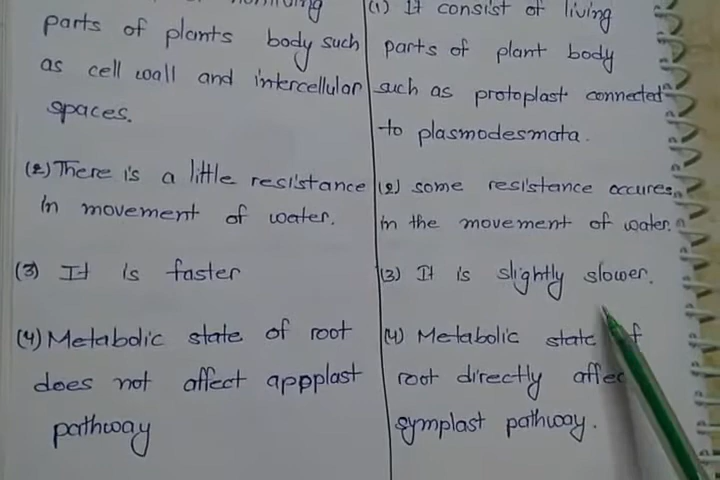 nonliving
parts of plants body such
as cell wall and intercellular
spaces.
(2) There is a little resistance
in movement of water.
(3) It is faster
(4) Metabolic state of root
does not affect appplast
pathway
(1) It consist of living
parts of plant body
such as protoplast connected
to plasmodesmata.
(2) some resistance occures
in the movement of water.
(3) It is slightly slower.
(4) Metabolic state
root directly affec
symplast pathway.